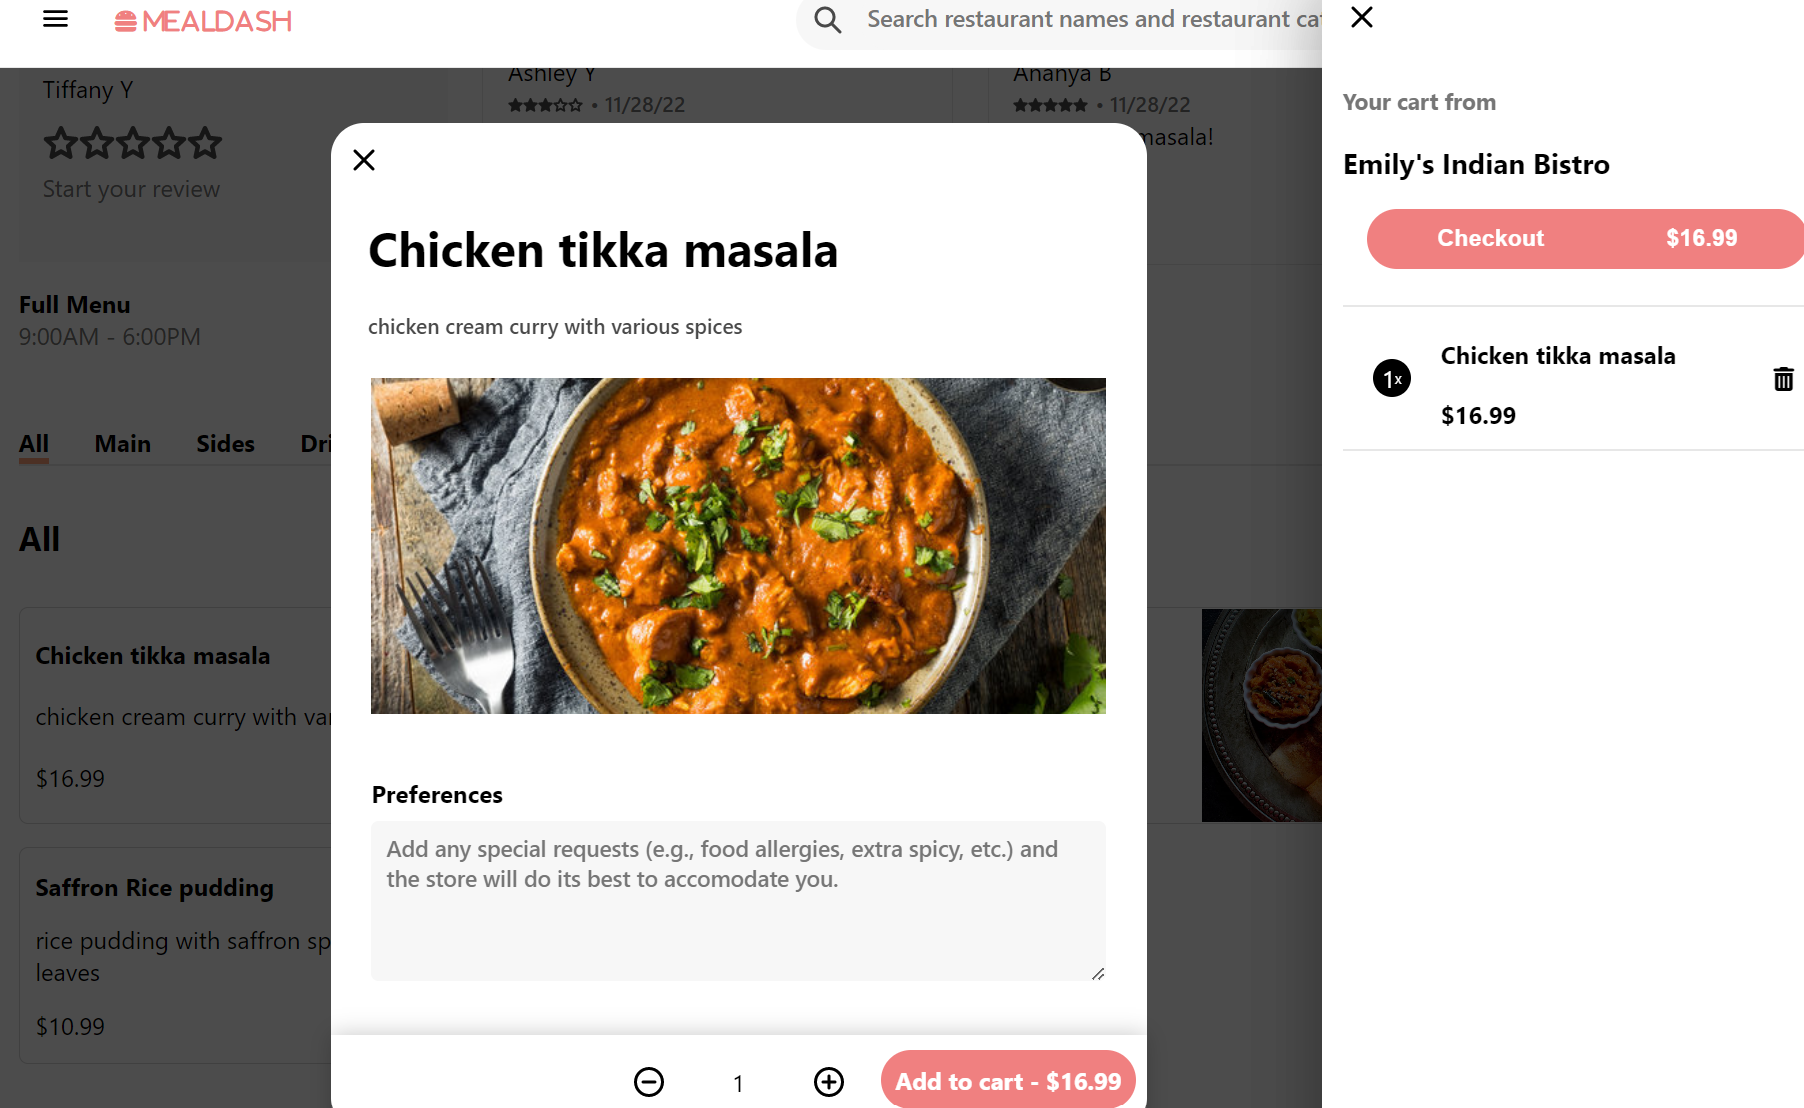 MEALDASH
Search restaurant names and restaurant
Tiffany Y
Start your review
Ashley Y
• 11/28/22
Ananya B
• 11/28/22
masala!
Full Menu
9:00AM - 6:00PM
All
Main
Sides
All
Chicken tikka masala
chicken cream curry with
$16.99
Saffron Rice pudding
rice pudding with saffron
leaves
$10.99
Chicken tikka masala
chicken cream curry with various spices
Preferences
Add any special requests (e.g., food allergies, extra spicy, etc.) and
the store will do its best to accomodate you.
1
Add to cart - $16.99
Your cart from
Emily's Indian Bistro
Checkout $16.99
1x
Chicken tikka masala
$16.99